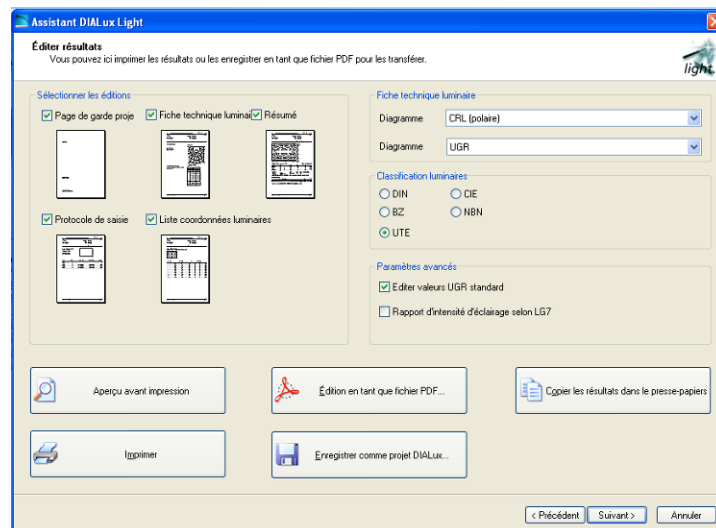 Assistant DIALux Light
Éditer résultats
Vous pouvez ici imprimer les résultats ou les enregistrer en tant que fichier PDF pour les transférer.
light.
Sélectionner les éditions
Page de garde proje
Fiche technique luminai
Résumé
Protocole de saisie
Liste coordonnées luminaires
Fiche technique luminaire
Diagramme
CRL (polaire)
Diagramme
UGR
Classification luminaires
DIN
CIE
BZ
NBN
UTE
Paramètres avancés
Editer valeurs UGR standard
Rapport d'intensité d'éclairage selon LG7
Aperçu avant impression
Édition en tant que fichier PDF...
Copier les résultats dans le presse-papiers
Imprimer
Enregistrer comme projet DIALux...
< Précédent
Suivant >
Annuler